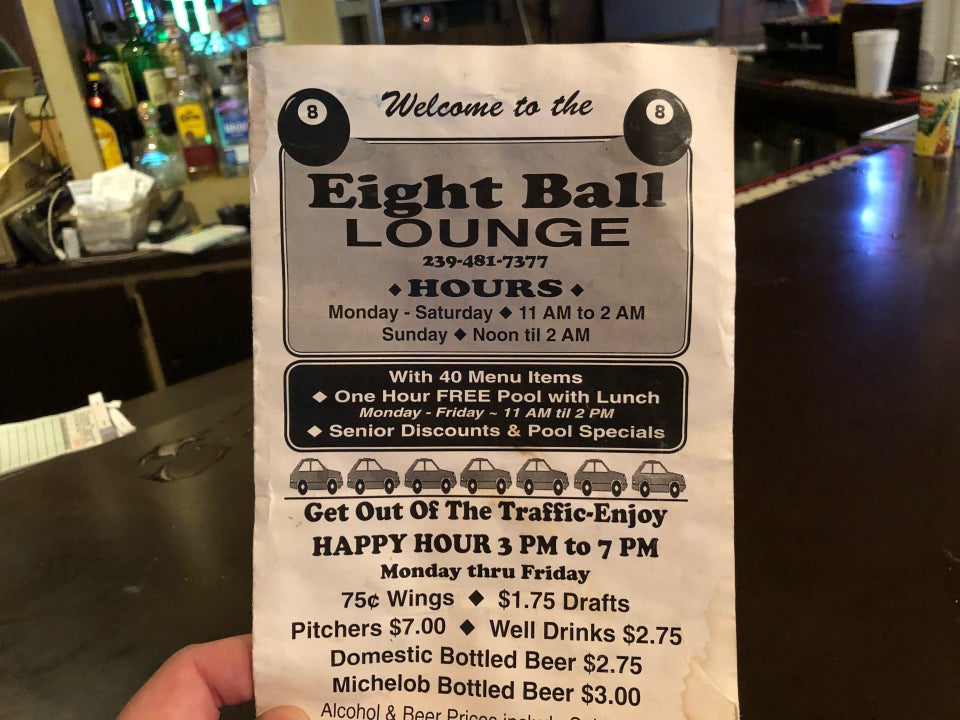 8 Welcome to the 8
Eight Ball
LOUNGE
239-481-7377
◆ HOURS ◆
Monday - Saturday ◆ 11 AM to 2 AM
Sunday ◆ Noon til 2 AM
With 40 Menu Items
◆ One Hour FREE Pool with Lunch
Monday - Friday ~ 11 AM til 2 PM
◆ Senior Discounts & Pool Specials
Get Out Of The Traffic-Enjoy
HAPPY HOUR 3 PM to 7 PM
Monday thru Friday
75¢ Wings ◆ $1.75 Drafts
Pitchers $7.00 ◆ Well Drinks $2.75
Domestic Bottled Beer $2.75
Michelob Bottled Beer $3.00
Alcohol & Beer Prices include